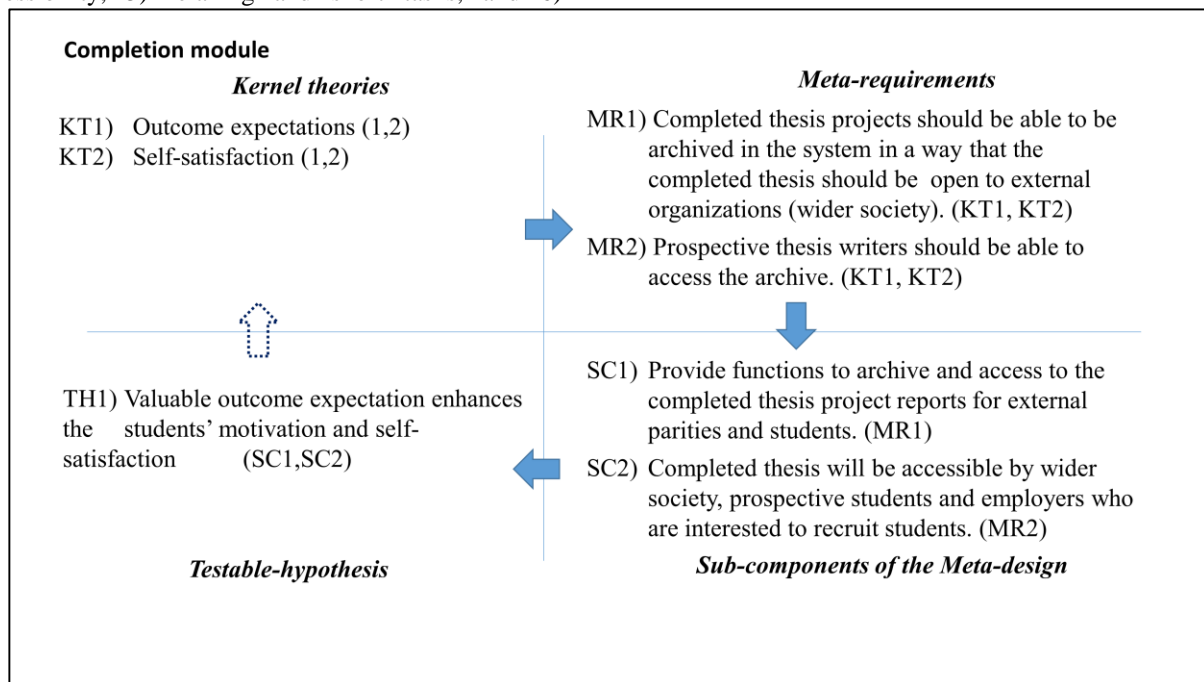 Completion module
Kernel theories
KT1) Outcome expectations (1,2)
KT2) Self-satisfaction (1,2)
Meta-requirements
MR1) Completed thesis projects should be able to be
archived in the system in a way that the
completed thesis should be open to external
organizations (wider society). (KT1, KT2)
MR2) Prospective thesis writers should be able to
access the archive. (KT1, KT2)
TH1) Valuable outcome expectation enhances
the students' motivation and self-
satisfaction (SC1,SC2)
Testable-hypothesis
SC1) Provide functions to archive and access to the
completed thesis project reports for external
parities and students. (MR1)
SC2) Completed thesis will be accessible by wider
society, prospective students and employers who
are interested to recruit students. (MR2)
Sub-components of the Meta-design